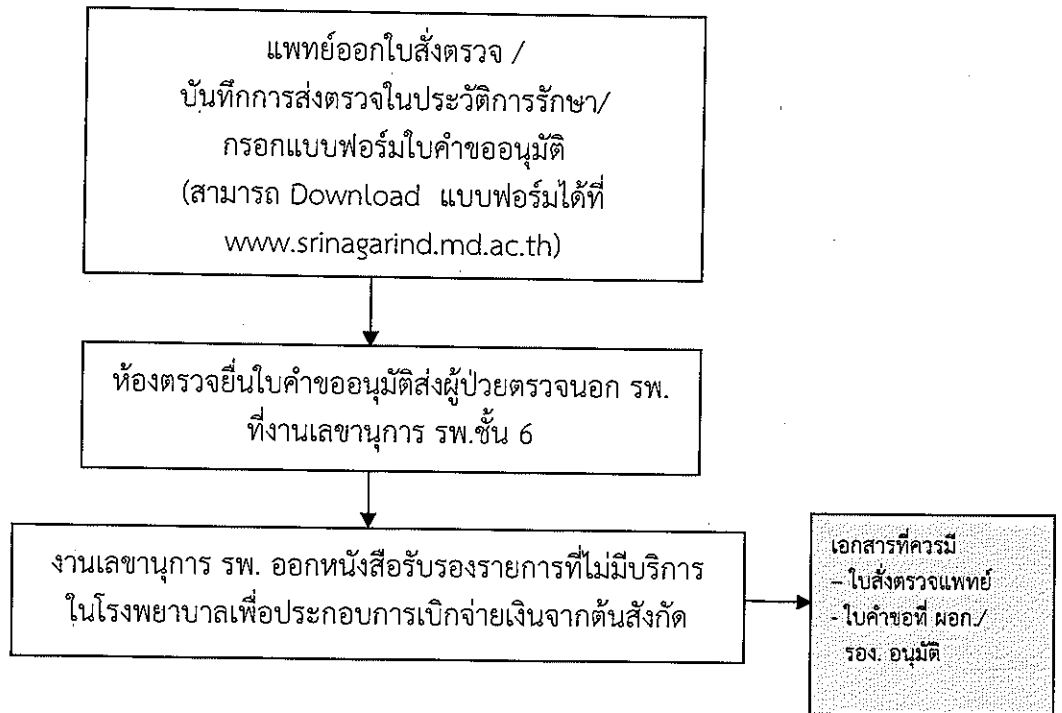 แพทย์ออกใบสั่งตรวจ /
บันทึกการส่งตรวจในประวัติการรักษา/
กรอกแบบฟอร์มใบคำขออนุมัติ
(สามารถ Download แบบฟอร์มได้ที่
www.srinagarind.md.ac.th)
ห้องตรวจยื่นใบคำขออนุมัติส่งผู้ป่วยตรวจนอก รพ.
ที่งานเลขานุการ รพ.ชั้น 6
งานเลขานุการ รพ. ออกหนังสือรับรองรายการที่ไม่มีบริการ
ในโรงพยาบาลเพื่อประกอบการเบิกจ่ายเงินจากต้นสังกัด
เอกสารที่ควรมี
– ใบสั่งตรวจแพทย์
- ใบคำขอที่ ผอก./
รอง. อนุมัติ